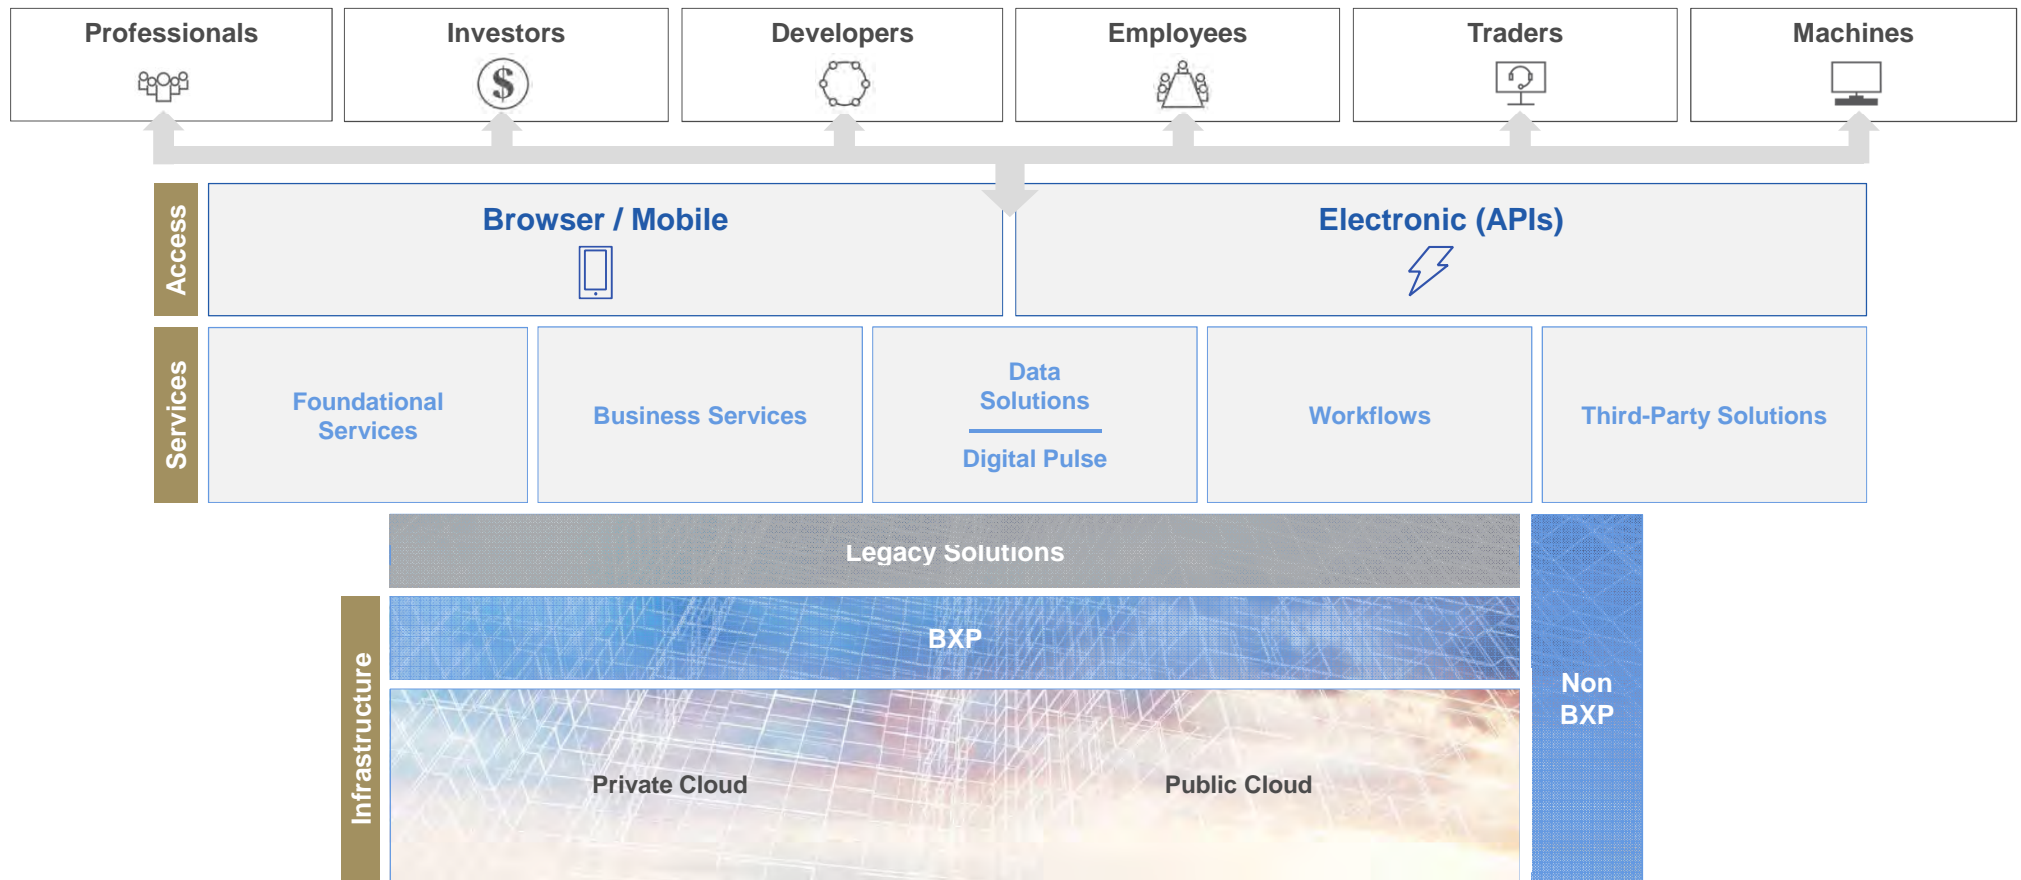 Professionals
Investors
Developers
Employees
Traders
Machines
$
Access
Browser / Mobile
Electronic (APIs)
Services
Foundational
Services
Business Services
Data
Solutions
Digital Pulse
Workflows
Third-Party Solutions
Legacy Solutions
Infrastructure
BXP
Non
BXP
Private Cloud
Public Cloud